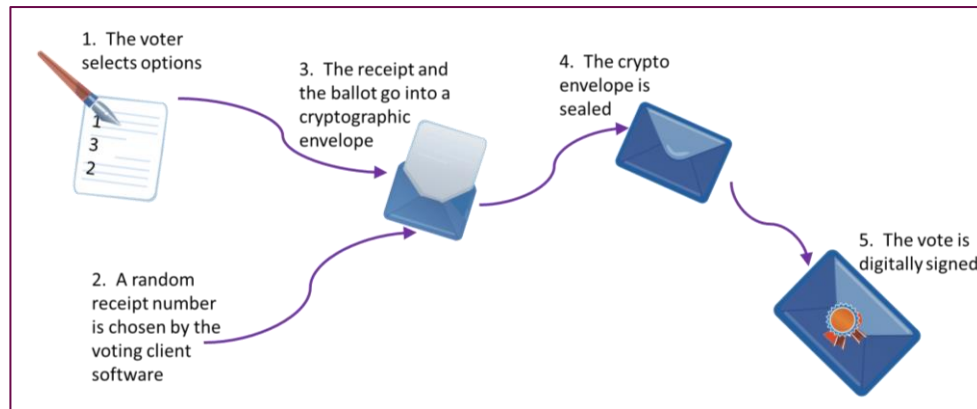 1. The voter
selects options
1
3
2
2. A random
receipt number
is chosen by the
voting client
software
3. The receipt and
the ballot go into a
cryptographic
envelope
4. The crypto
envelope is
sealed
5. The vote is
digitally signed